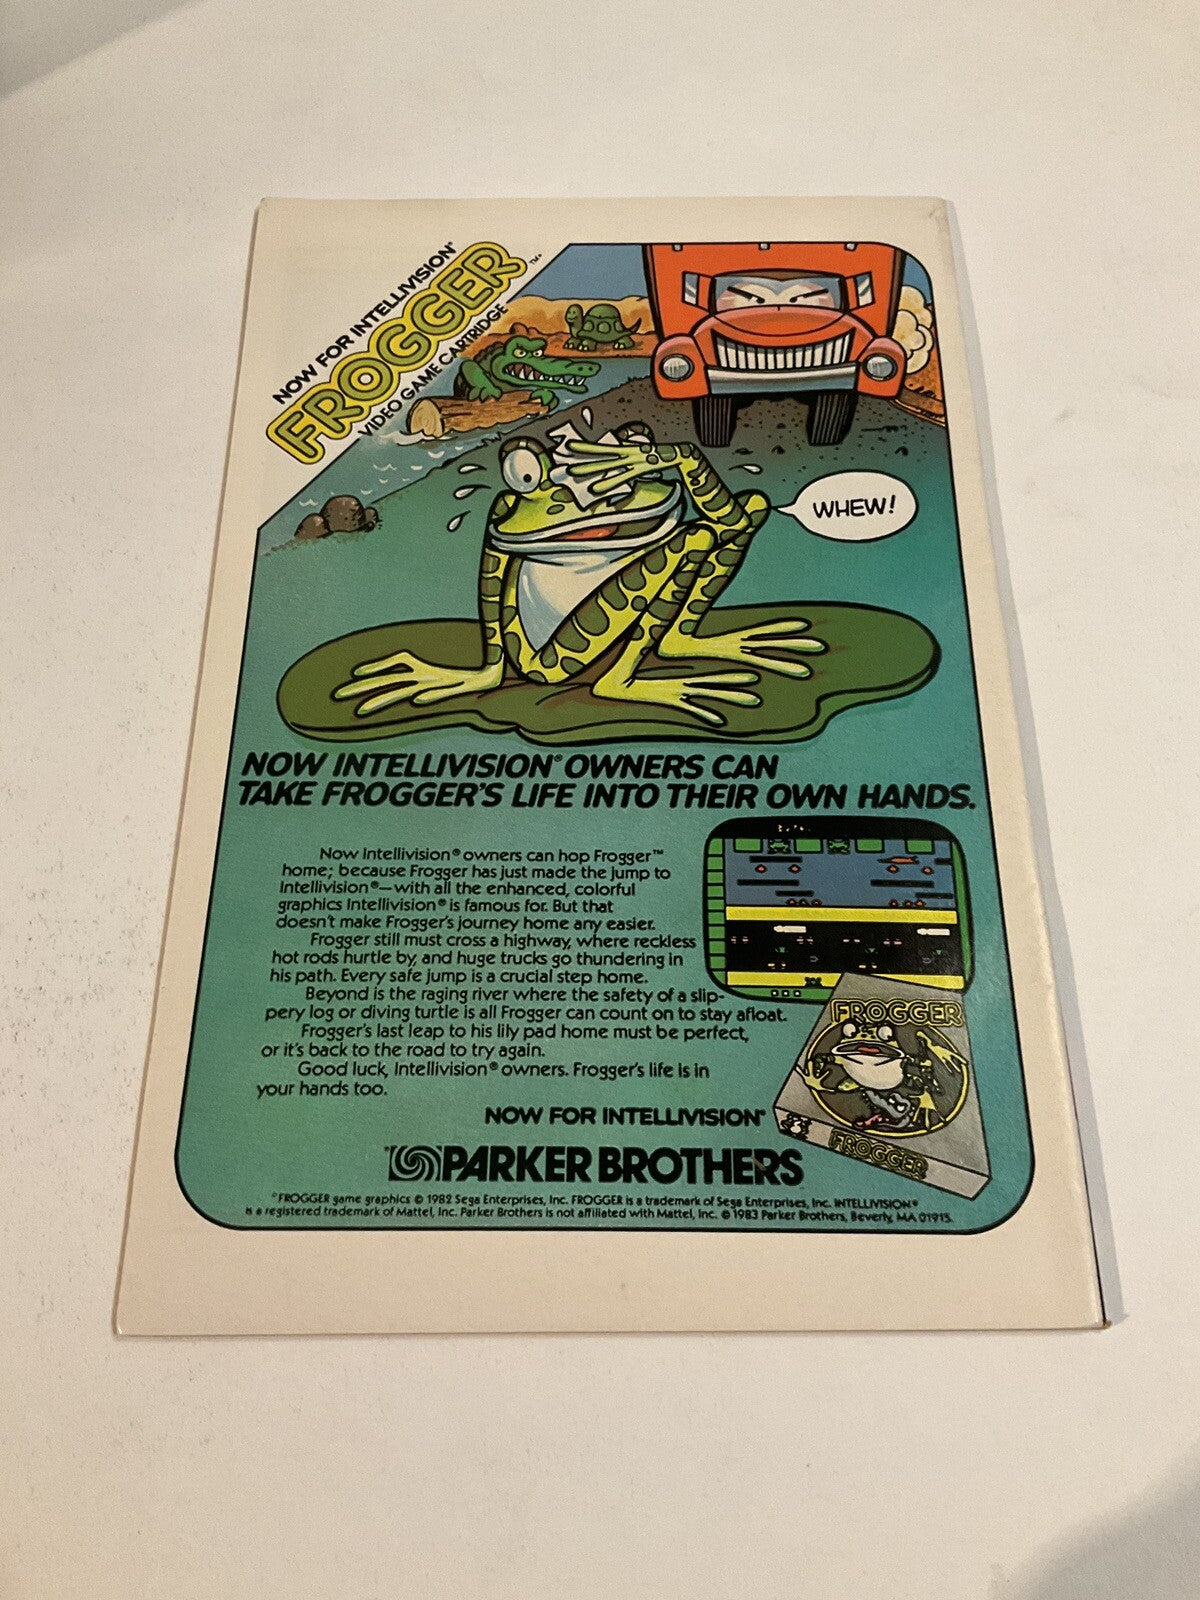 NOW FOR INTELLIVISION®
FROGGER™
VIDEO GAME CARTRIDGE
WHEW!
NOW INTELLIVISION® OWNERS CAN
TAKE FROGGER'S LIFE INTO THEIR OWN HANDS.
Now Intellivision® owners can hop Frogger™
home; because Frogger has just made the jump to
Intellivision®—with all the enhanced, colorful
graphics Intellivision® is famous for. But that
doesn't make Frogger's journey home any easier.
Frogger still must cross a highway, where reckless
hot rods hurtle by, and huge trucks go thundering in
his path. Every safe jump is a crucial step home.
Beyond is the raging river where the safety of a slip-
pery log or diving turtle is all Frogger can count on to stay afloat.
Frogger's last leap to his lily pad home must be perfect,
or it's back to the road to try again.
Good luck, Intellivision® owners. Frogger's life is in
your hands too.
FROGGER
FROGGER
NOW FOR INTELLIVISION®
PARKER BROTHERS
©FROGGER game graphics © 1982 Sega Enterprises, Inc. FROGGER is a trademark of Sega Enterprises, Inc. INTELLIVISION®
is a registered trademark of Mattel, Inc. Parker Brothers is not affiliated with Mattel, Inc. © 1983 Parker Brothers, Beverly, MA 01915.